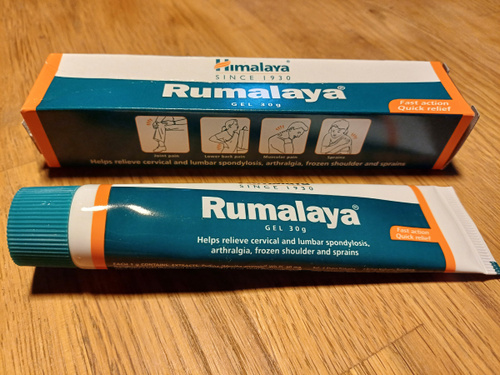 Himalaya
SINCE 1930
Rumalaya®
GEL 30g
Fast action
Quick relief
Joint pain
Lower back pain
Muscular pain
Sprains
Helps relieve cervical and lumbar spondylosis, arthralgia, frozen shoulder and sprains
SINCE 1930
Rumalaya®
GEL 30g
Fast action
Quick relief
Helps relieve cervical and lumbar spondylosis,
arthralgia, frozen shoulder and sprains